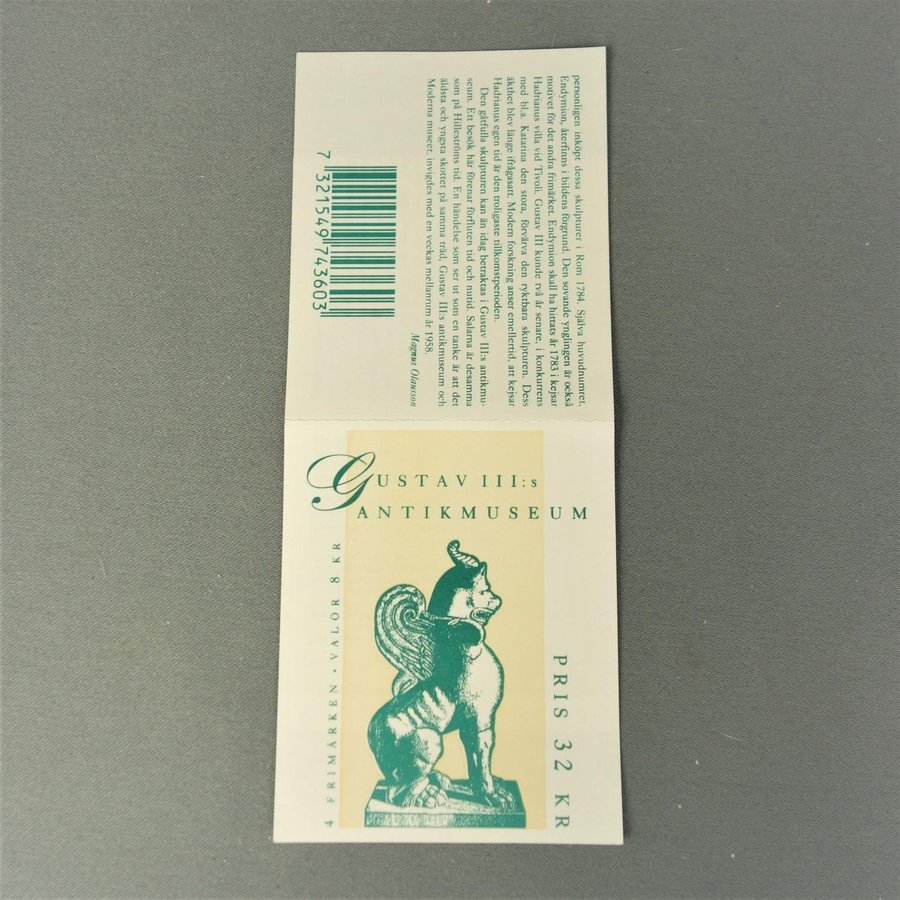 personligen inköpt dessa skulpturer i Rom 1784. Själva huvudnumret,
Endymion, återfinns i bildens förgrund. Den sovande ynglingen är också
motivet för det andra frimärket. Endymion skall ha hittats år 1783 i kejsar
Hadrianus villa vid Tivoli. Gustav III kunde två år senare, i konkurrens
med bl.a. Katarina den stora, förvärva den ryktbara skulpturen. Dess
äkthet blev länge ifrågasatt. Modern forskning anser emellertid, att kejsar
Hadrianus egen tid är den troligaste tillkomstperioden.
Den gåtfulla skulpturen kan än idag betraktas i Gustav III:s antikmu-
seum. Ett besök här förenar förfluten tid och nutid. Salarna är desamma
som på Hilleströms tid. En händelse som ser ut som en tanke är att det
äldsta och yngsta skottet på samma träd, Gustav III:s antikmuseum och
Moderna museet, invigdes med en veckas mellanrum år 1958.
Magnus Olausson
7 321549 743603
GUSTAV III:s
ANTIKMUSEUM
4 FRIMÄRKEN · VALÖR 8 KR
PRIS 32 KR